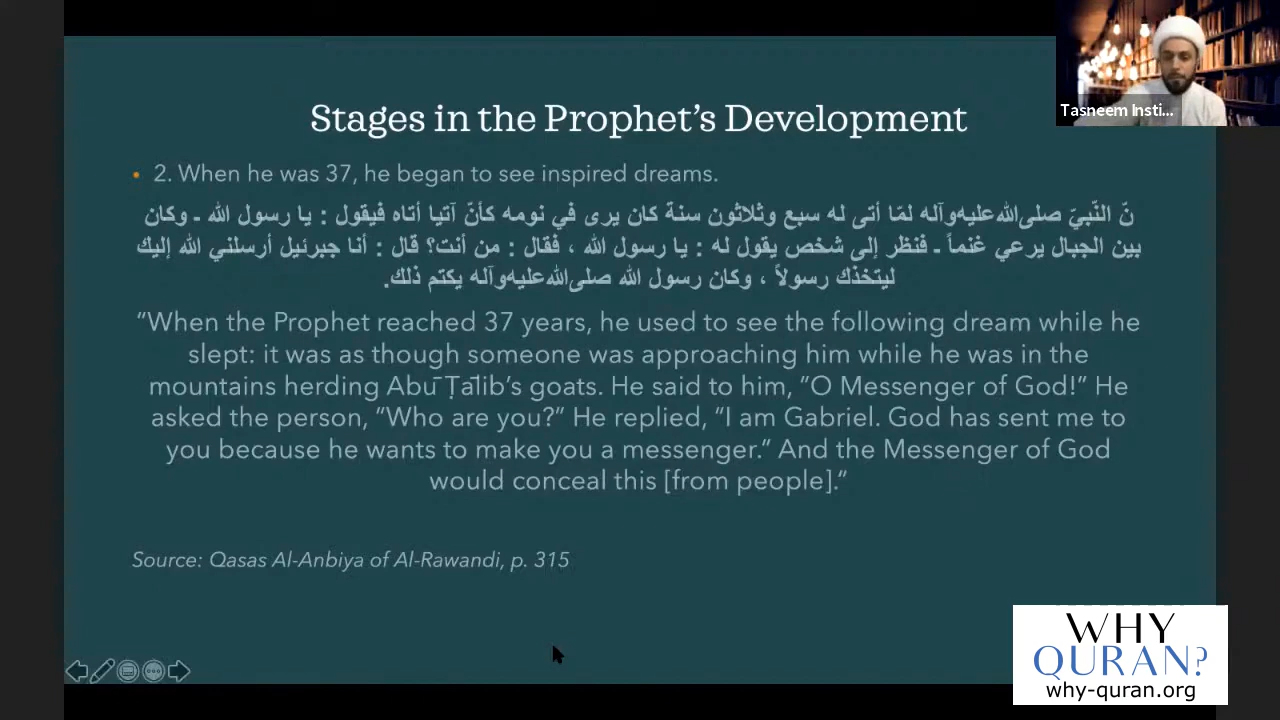 Tasneem Insti...
Stages in the Prophet's Development
• 2. When he was 37, he began to see inspired dreams.
نّ النّبيّ صلى‌الله‌عليه‌وآله لمّا أتى له سبع وثلاثون سنة كان يرى في نومه كأنّ آتيا أتاه فيقول : يا رسول الله ـ وكان
بين الجبال يرعي غنماً ـ فنظر إلى شخص يقول له : يا رسول الله ، فقال : من أنت؟ قال : أنا جبرئيل أرسلني الله إليك
ليتخذك رسولاً ، وكان رسول الله صلى‌الله‌عليه‌وآله يكتم ذلك.
“When the Prophet reached 37 years, he used to see the following dream while he
slept: it was as though someone was approaching him while he was in the
mountains herding Abū Ṭālib’s goats. He said to him, “O Messenger of God!” He
asked the person, “Who are you?” He replied, “I am Gabriel. God has sent me to
you because he wants to make you a messenger.” And the Messenger of God
would conceal this [from people].”
Source: Qasas Al-Anbiya of Al-Rawandi, p. 315
WHY
QURAN?
why-quran.org